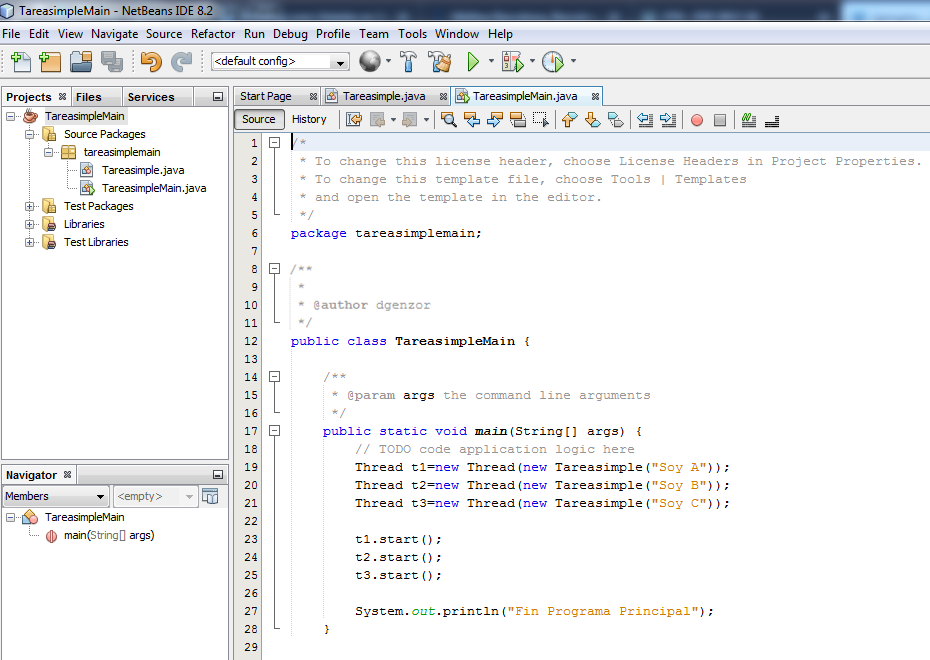 TareasimpleMain - NetBeans IDE 8.2
File Edit View Navigate Source Refactor Run Debug Profile Team Tools Window Help
<default config>
Projects Files Services
TareasimpleMain
Source Packages
tareasimplemain
Tareasimple.java
TareasimpleMain.java
Test Packages
Libraries
Test Libraries
Navigator
Members <empty>
TareasimpleMain
main(String[] args)
Start Page Tareasimple.java TareasimpleMain.java
Source History
1 /*
2 * To change this license header, choose License Headers in Project Properties.
3 * To change this template file, choose Tools | Templates
4 * and open the template in the editor.
5 */
6 package tareasimplemain;
7
8 /**
9 *
10 * @author dgenzor
11 */
12 public class TareasimpleMain {
13
14 /**
15 * @param args the command line arguments
16 */
17 public static void main(String[] args) {
18 // TODO code application logic here
19 Thread t1=new Thread(new Tareasimple("Soy A"));
20 Thread t2=new Thread(new Tareasimple("Soy B"));
21 Thread t3=new Thread(new Tareasimple("Soy C"));
22
23 t1.start();
24 t2.start();
25 t3.start();
26
27 System.out.println("Fin Programa Principal");
28 }
29